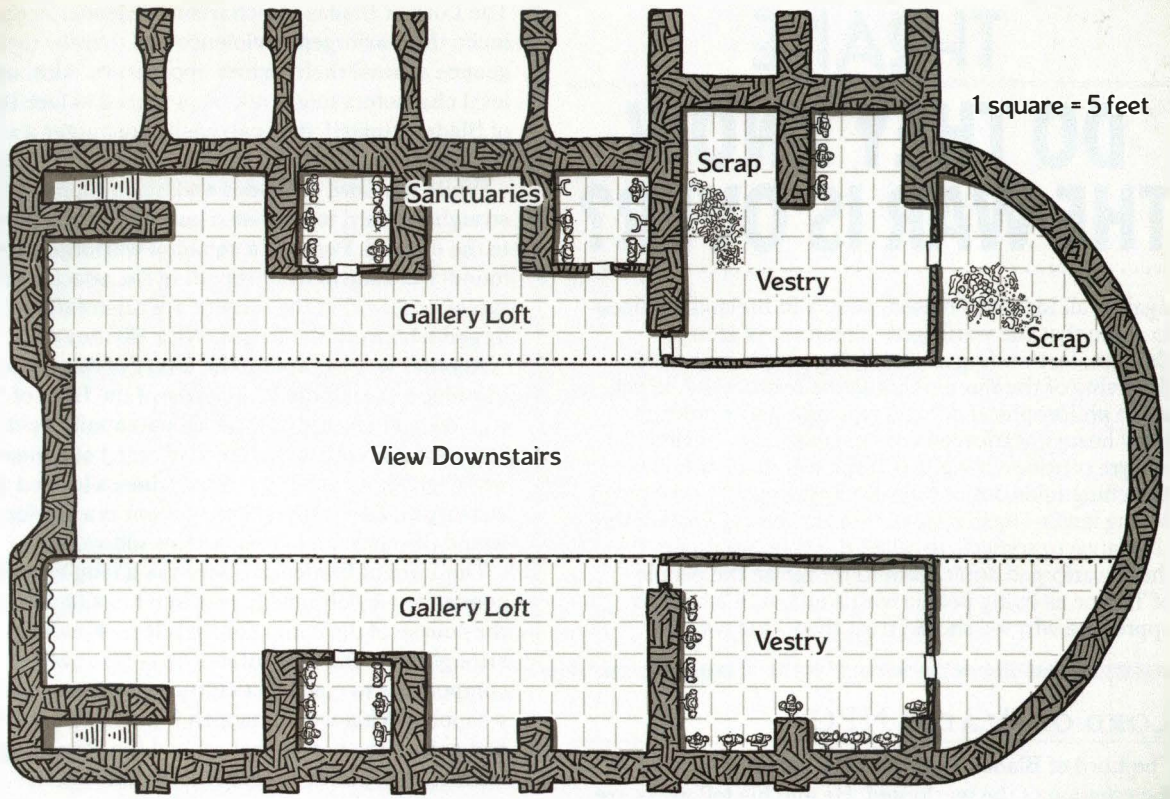 1 square = 5 feet
Scrap
Sanctuaries
Vestry
Gallery Loft
Scrap
View Downstairs
Gallery Loft
Vestry